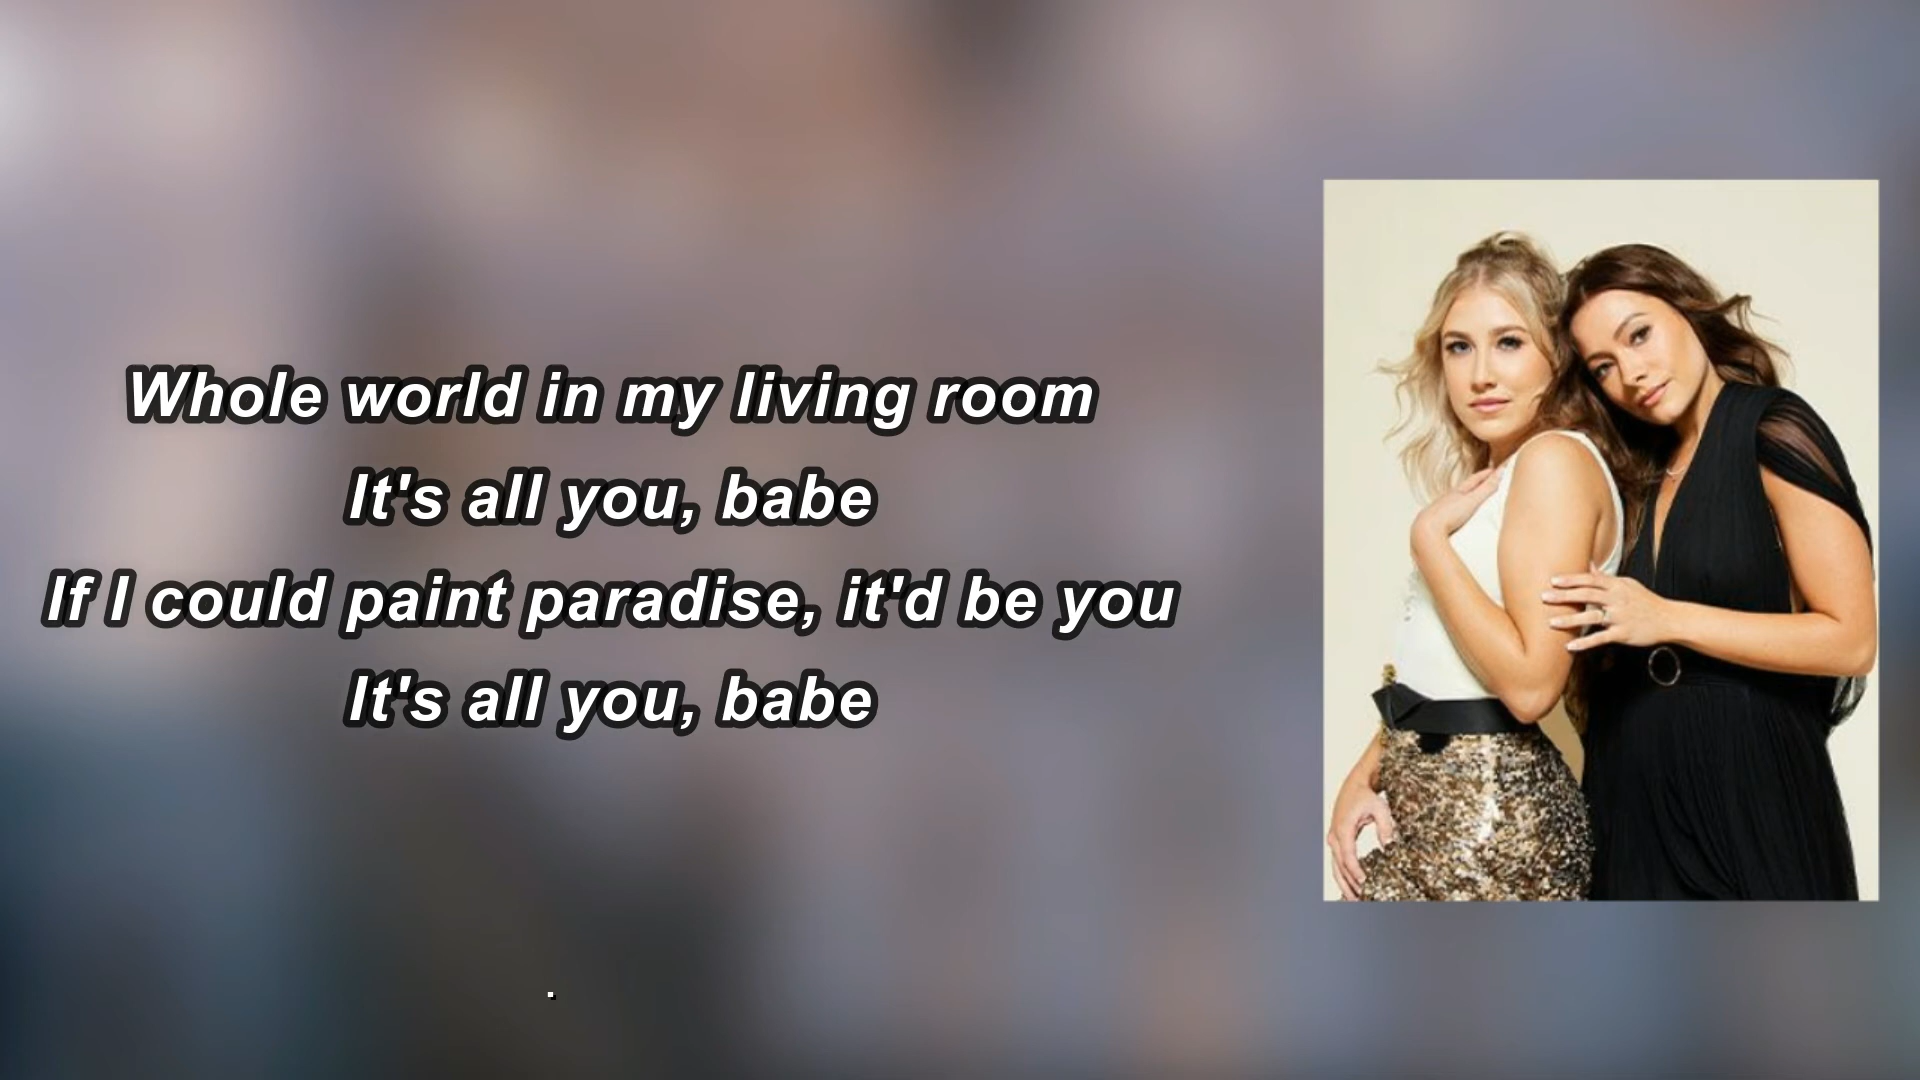 Whole world in my living room
It's all you, babe
If I could paint paradise, it'd be you
It's all you, babe
.